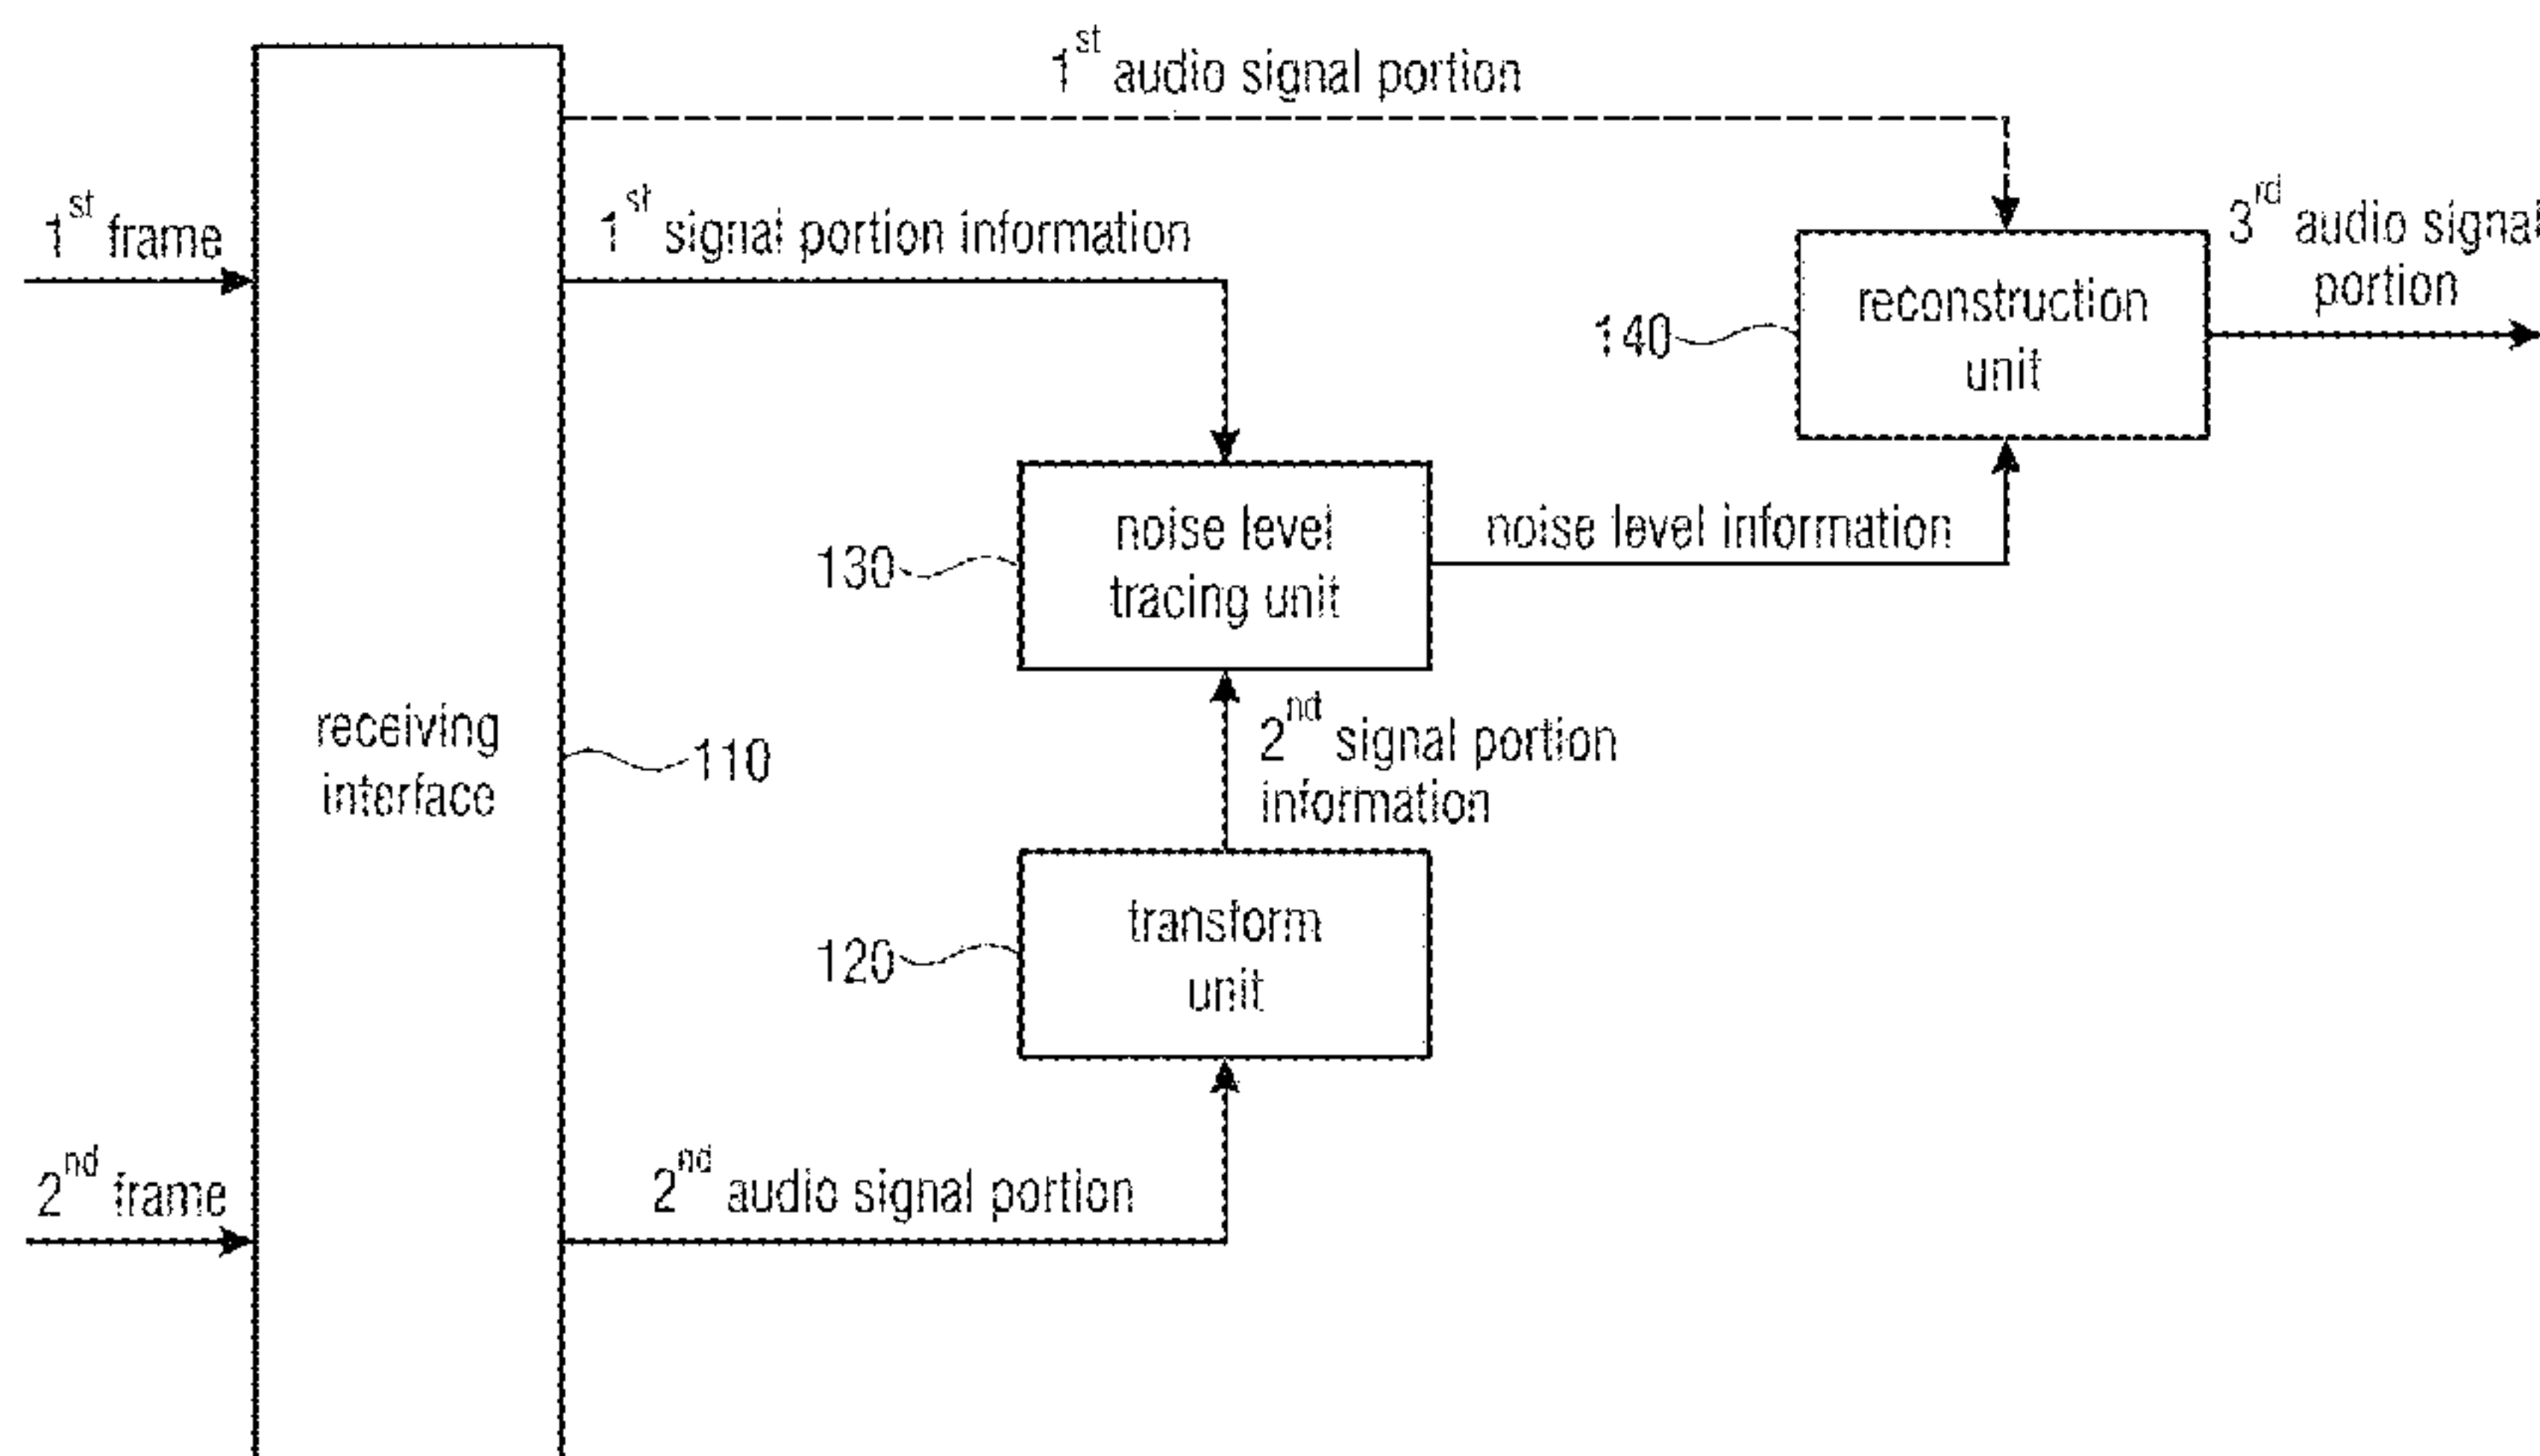 1st audio signal portion
1st frame
1st signal portion information
3rd audio signal
portion
reconstruction
unit
140
noise level
tracing unit
130
noise level information
receiving
interface
110
2nd signal portion
information
transform
unit
120
2nd frame
2nd audio signal portion